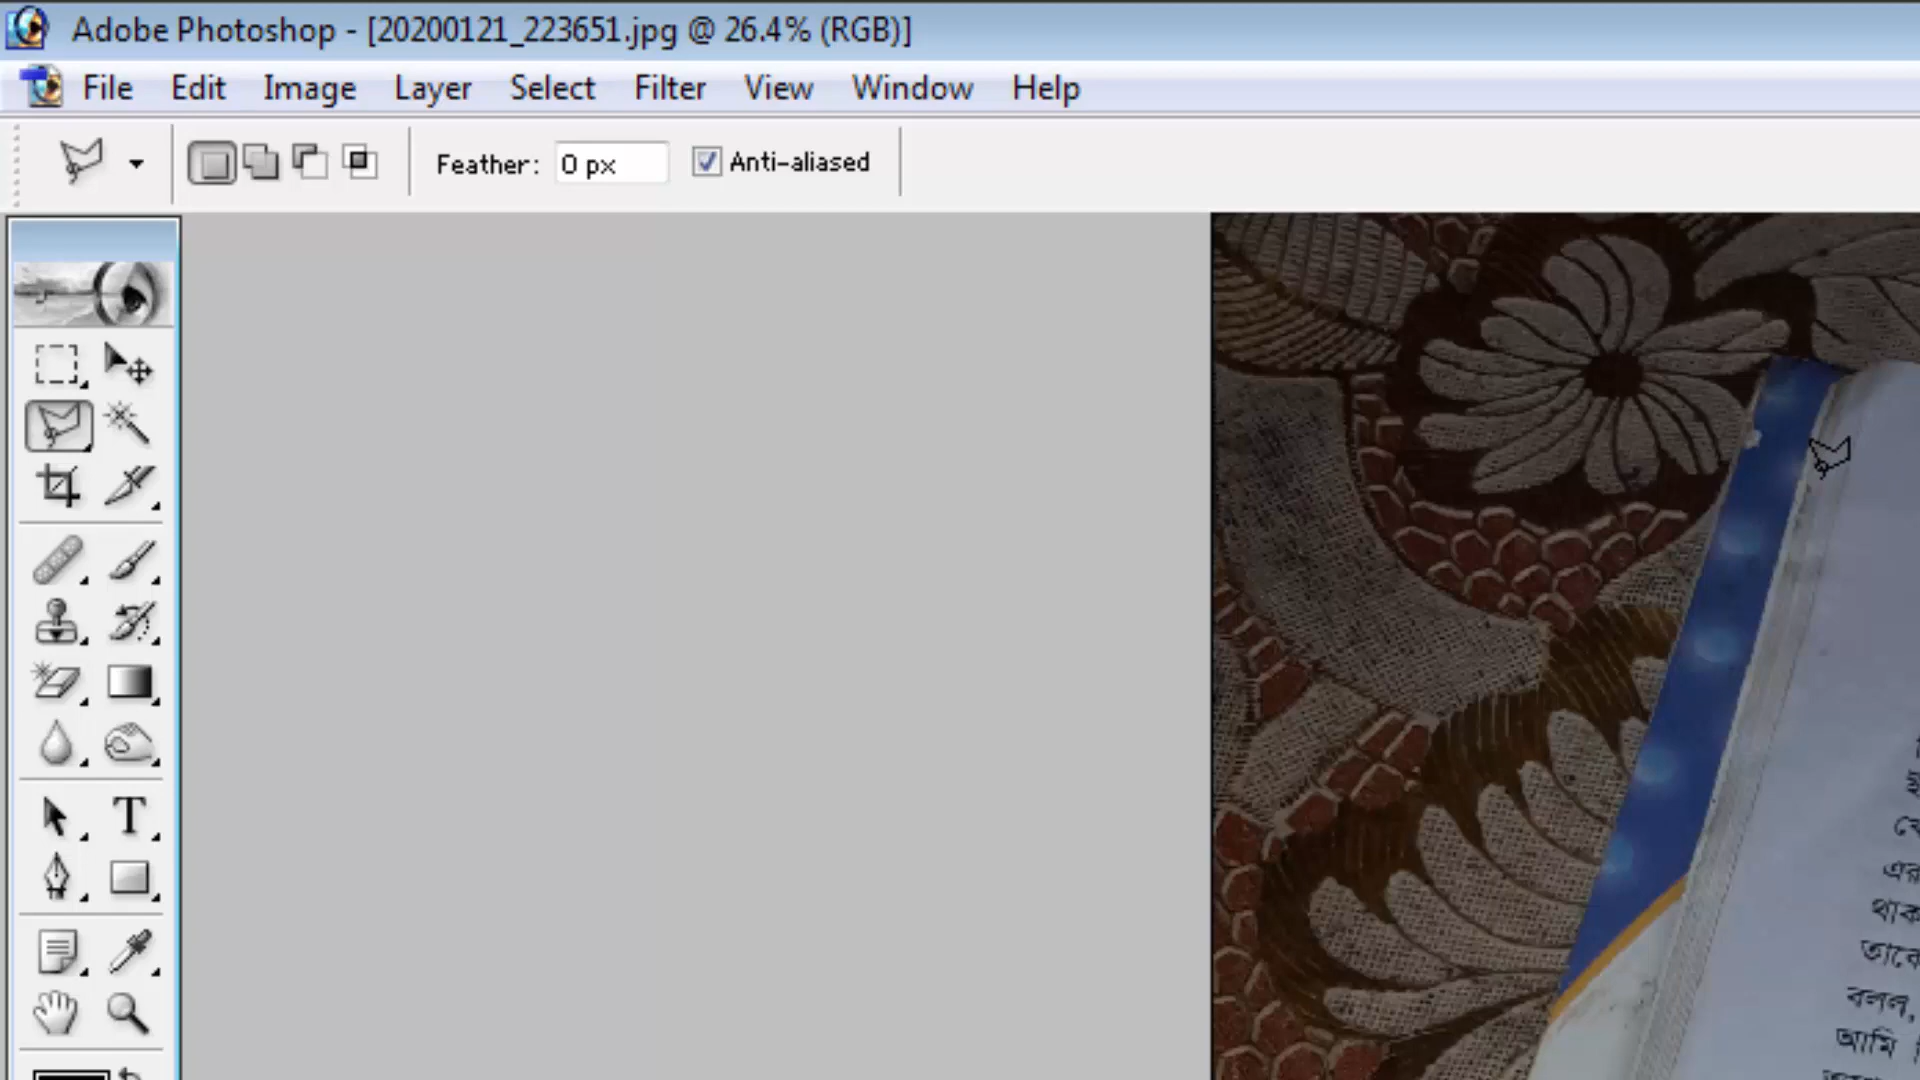 Adobe Photoshop - [20200121_223651.jpg @ 26.4% (RGB)]
File Edit Image Layer Select Filter View Window Help
Feather: 0 px Anti-aliased
T
এর
থাক
তাকে
বলল,
আমি